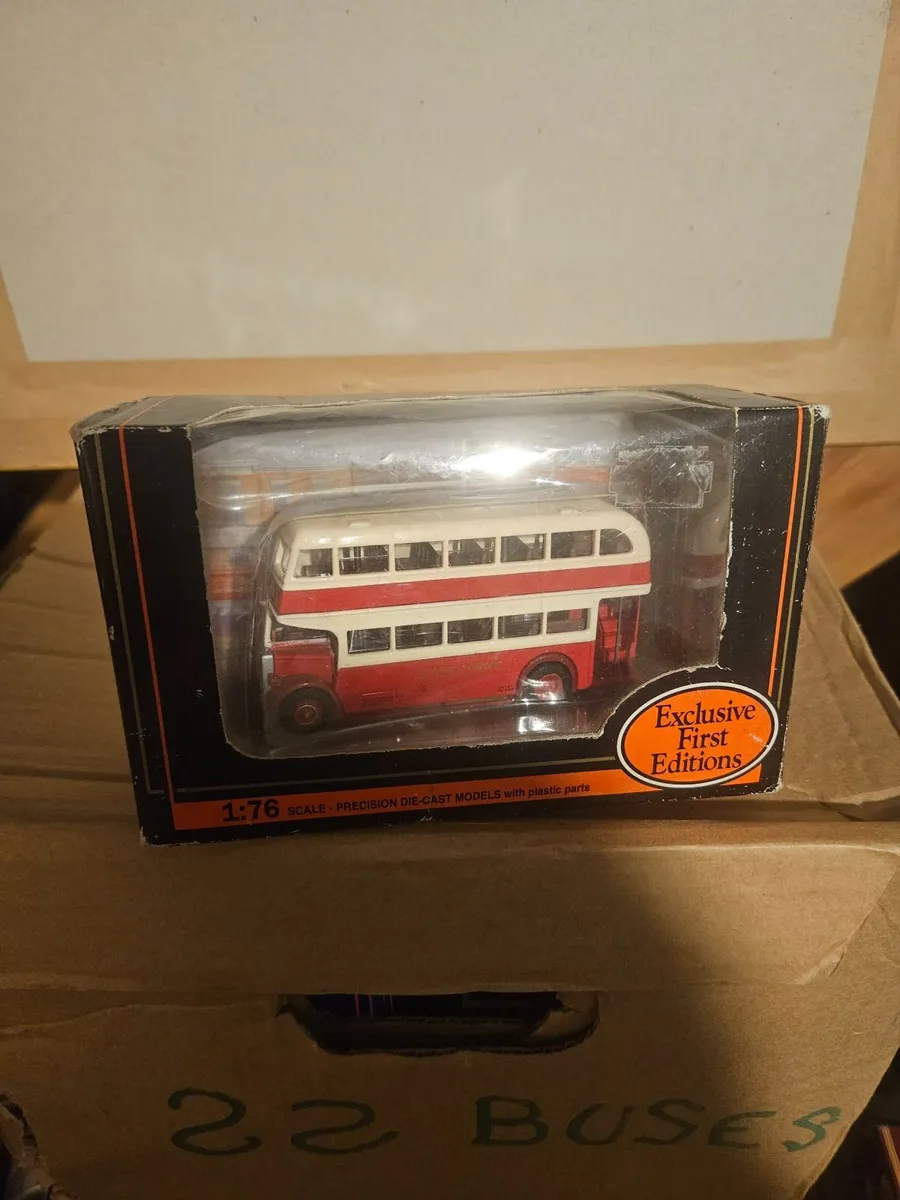 Exclusive
First
Editions
1:76 SCALE - PRECISION DIE-CAST MODELS with plastic parts
22 BUSES